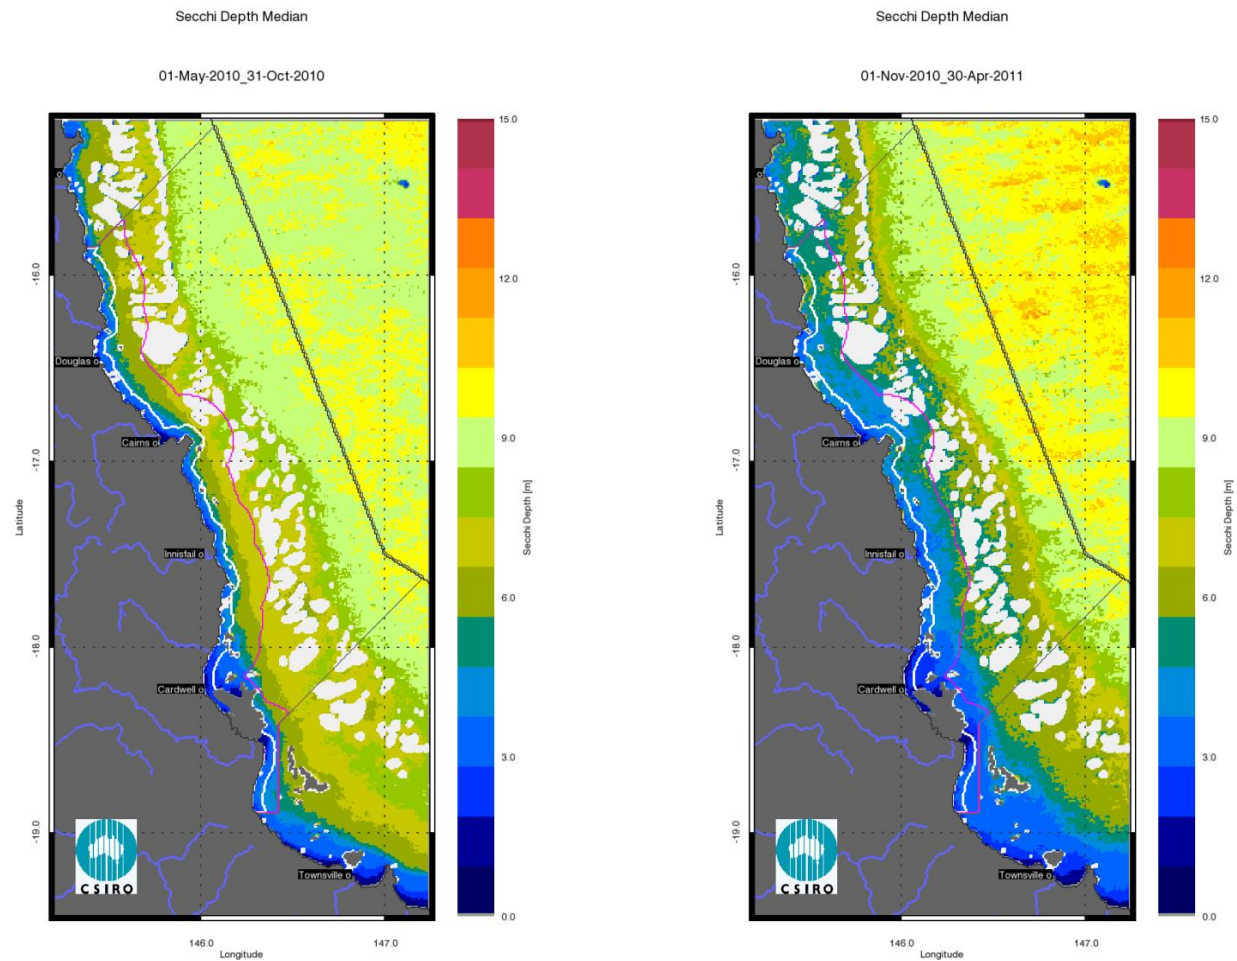 Secchi Depth Median
01-May-2010_31-Oct-2010
15.0
12.0
9.0
6.0
3.0
0.0
Secchi Depth [m]
-16.0
-17.0
-18.0
-19.0
Latitude
Douglas o
Cairns o
Innisfail o
Cardwell o
Townsville o
CSIRO
146.0
147.0
Longitude
Secchi Depth Median
01-Nov-2010_30-Apr-2011
15.0
12.0
9.0
6.0
3.0
0.0
Secchi Depth [m]
-16.0
-17.0
-18.0
-19.0
Latitude
Douglas o
Cairns o
Innisfail o
Cardwell o
Townsville o
CSIRO
146.0
147.0
Longitude